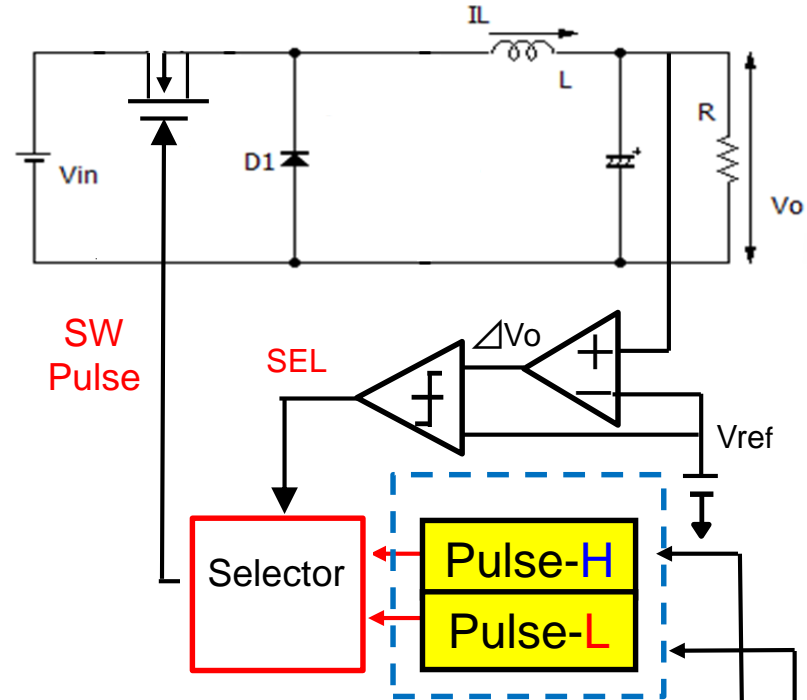 IL
L
R
Vin
D1
+
Vo
SW
Pulse
SEL
⊿Vo
+
−
Vref
Selector
Pulse-H
Pulse-L